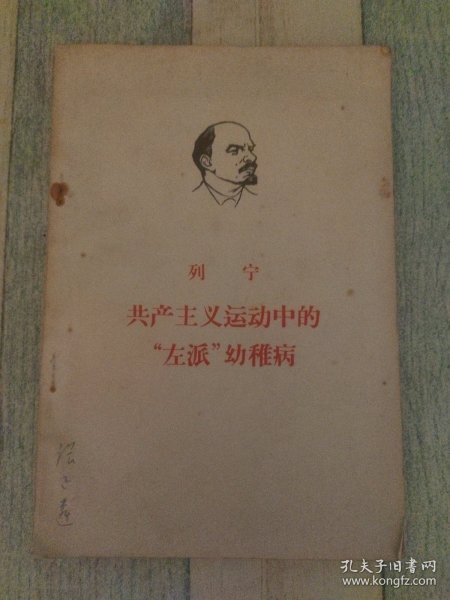 列 宁
共产主义运动中的
“左派”幼稚病
孔夫子旧书网
www.kongfz.com